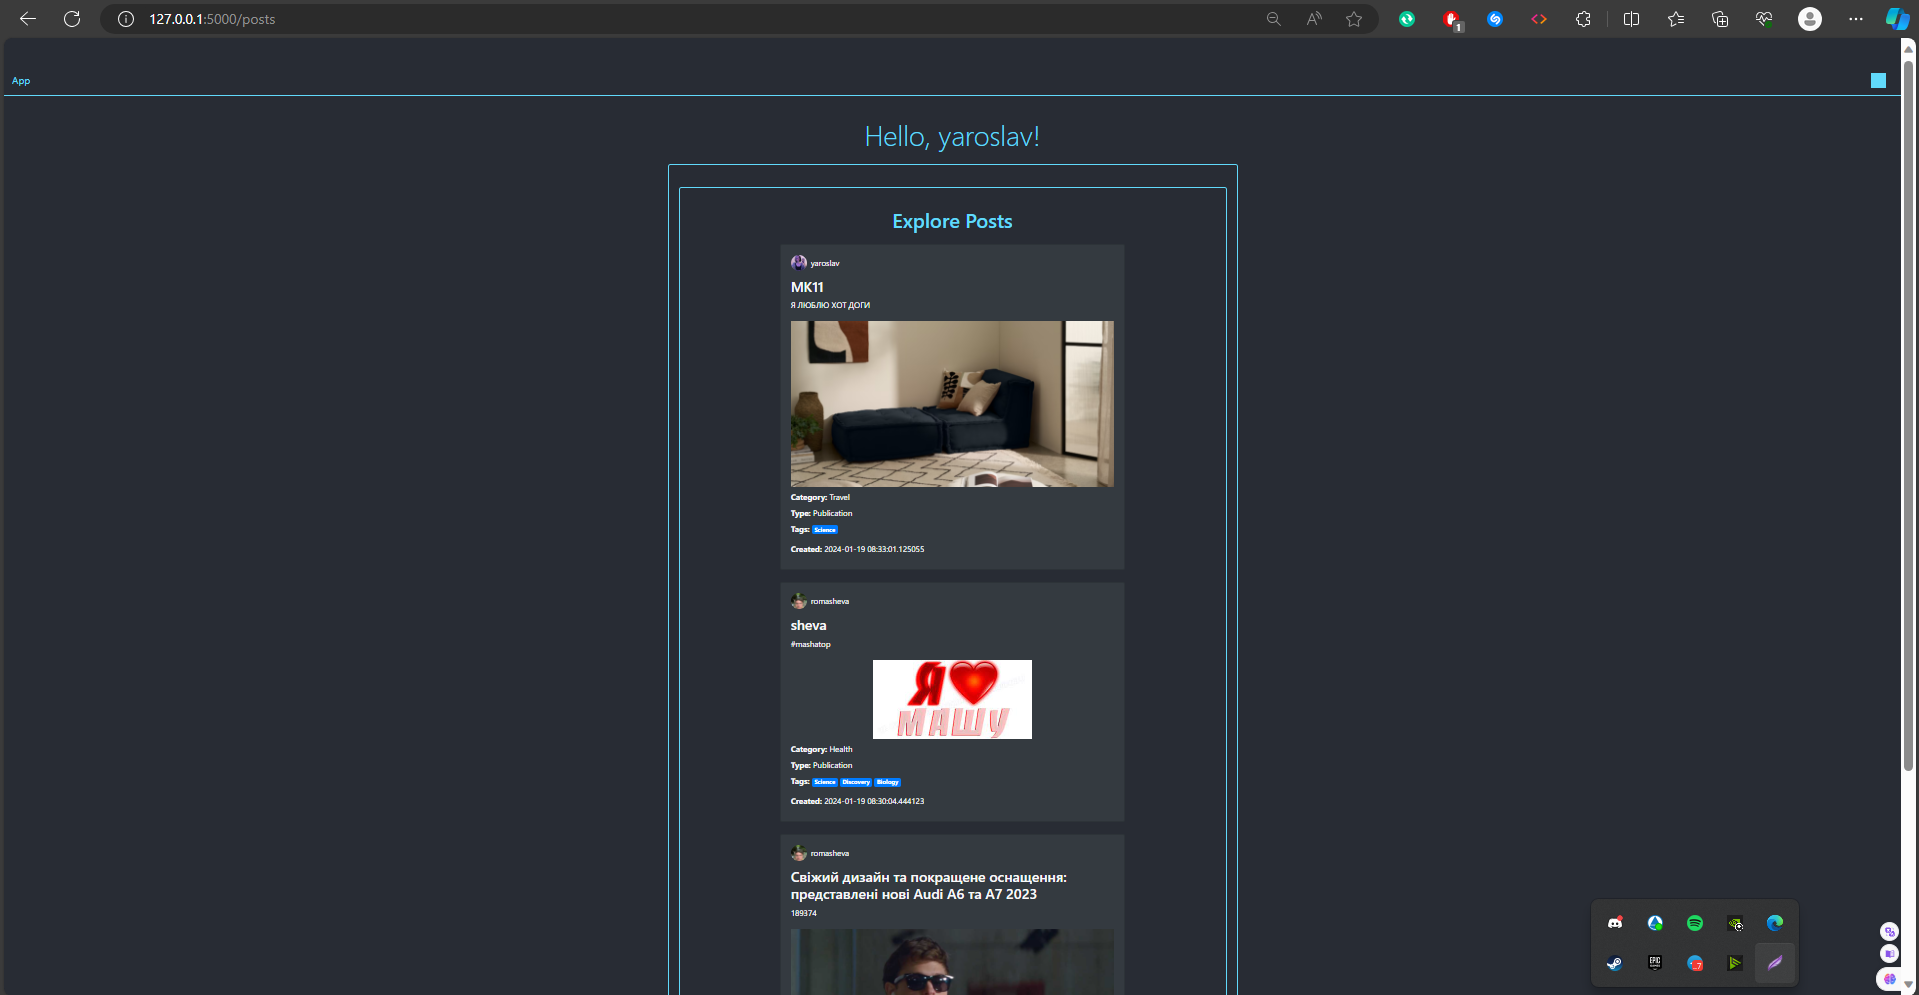 127.0.0.1:5000/posts
1
App
Hello, yaroslav!
Explore Posts
yaroslav
MK11
Я ЛЮБЛЮ ХОТ ДОГИ
Category: Travel
Type: Publication
Tags: Science
Created: 2024-01-19 08:33:01.125055
romasheva
sheva
#mashatop
Я
МАШУ
Category: Health
Type: Publication
Tags: Science Discovery Biology
Created: 2024-01-19 08:30:04.444123
romasheva
Свіжий дизайн та покращене оснащення:
представлені нові Audi A6 та A7 2023
189374
EPIC